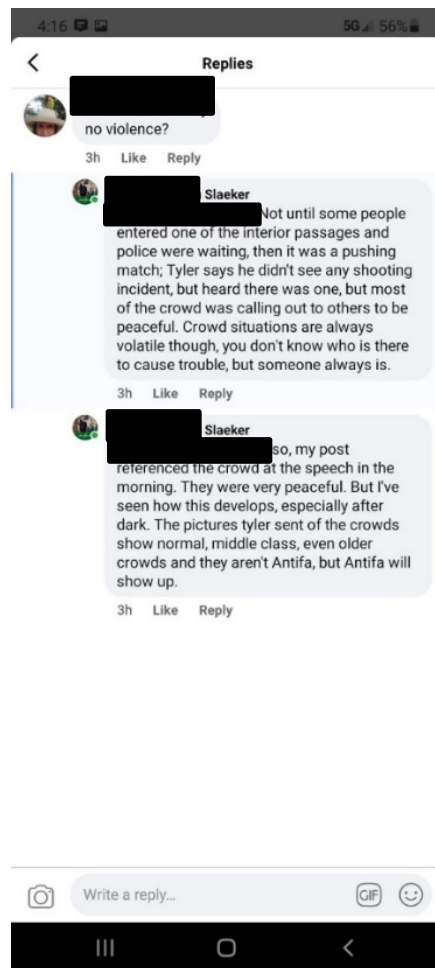 4:16 5G 56%
Replies
no violence?
3h Like Reply
Slaeker
Not until some people
entered one of the interior passages and
police were waiting, then it was a pushing
match; Tyler says he didn't see any shooting
incident, but heard there was one, but most
of the crowd was calling out to others to be
peaceful. Crowd situations are always
volatile though, you don't know who is there
to cause trouble, but someone always is.
3h Like Reply
Slaeker
so, my post
referenced the crowd at the speech in the
morning. They were very peaceful. But I've
seen how this develops, especially after
dark. The pictures tyler sent of the crowds
show normal, middle class, even older
crowds and they aren't Antifa, but Antifa will
show up.
3h Like Reply
Write a reply...
GIF